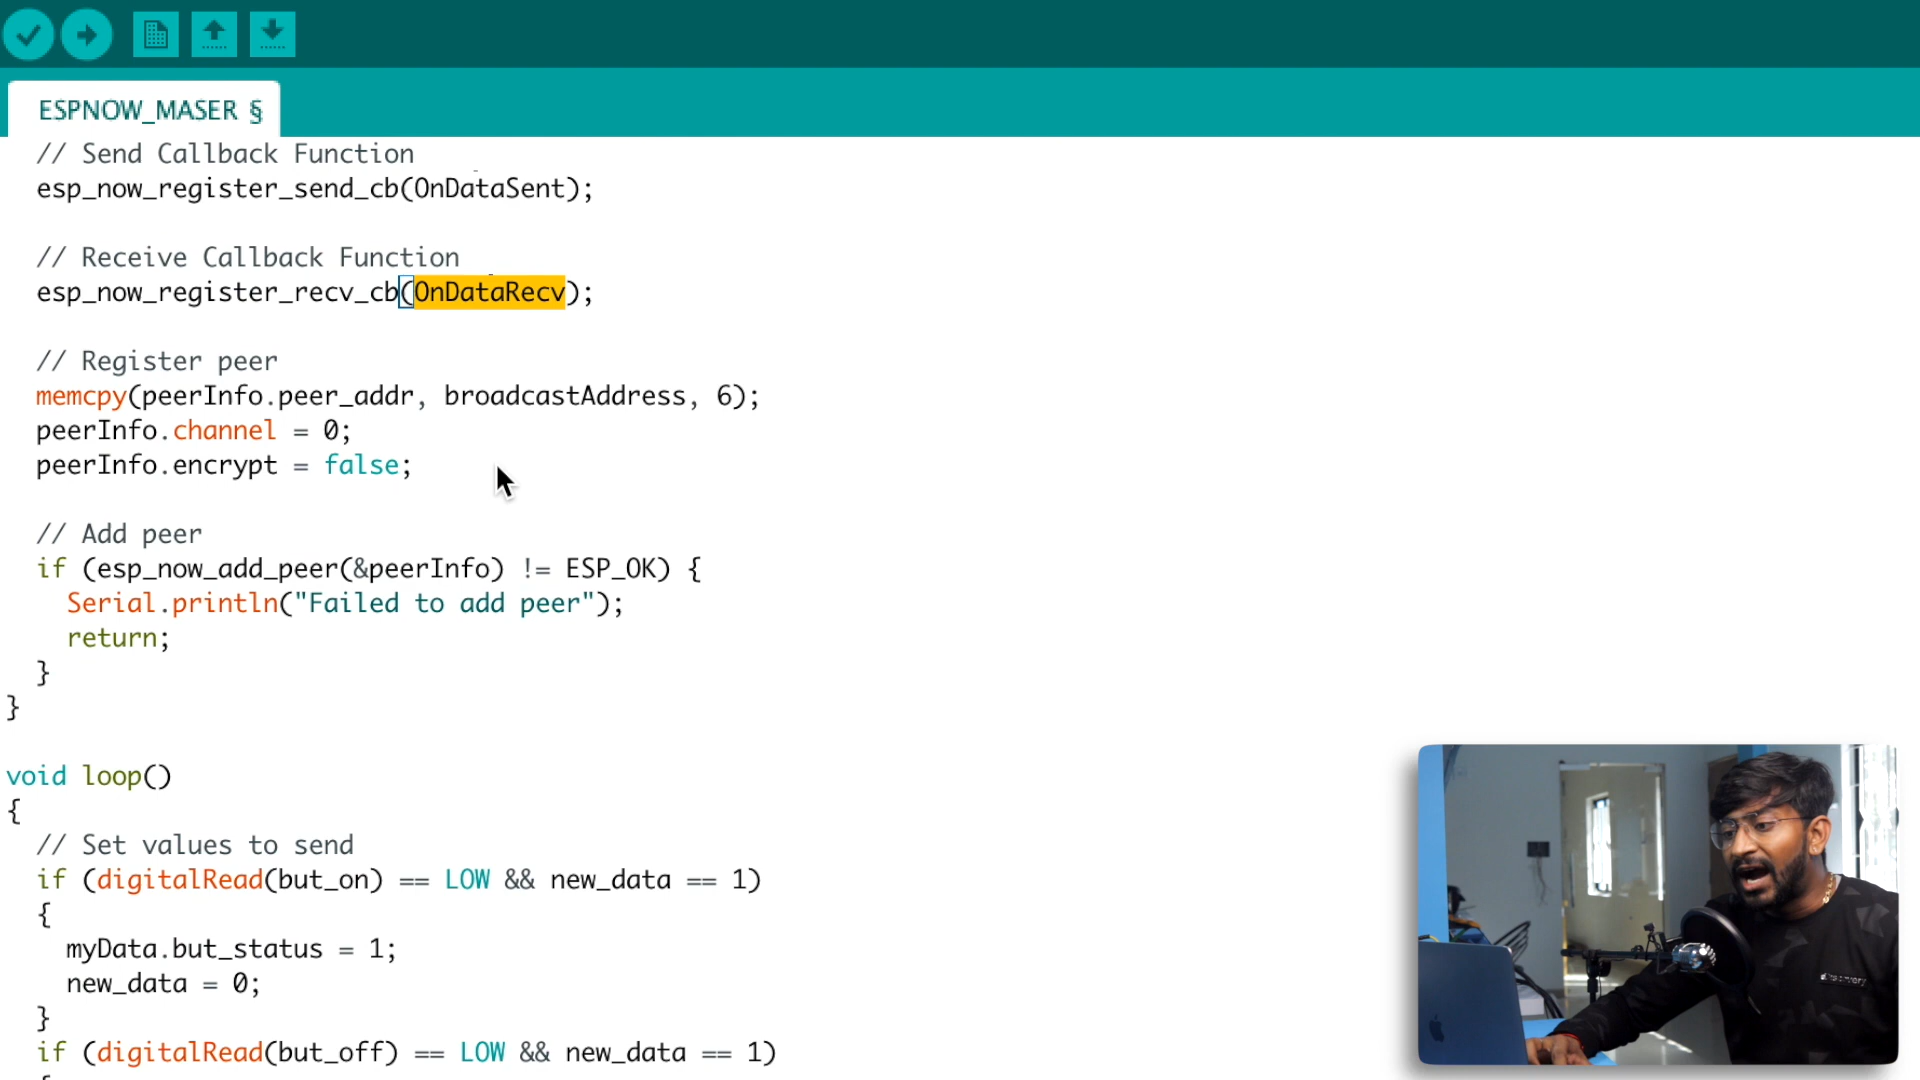 ESPNOW_MASER §
// Send Callback Function
esp_now_register_send_cb(OnDataSent);
// Receive Callback Function
esp_now_register_recv_cb(OnDataRecv);
// Register peer
memcpy(peerInfo.peer_addr, broadcastAddress, 6);
peerInfo.channel = 0;
peerInfo.encrypt = false;
// Add peer
if (esp_now_add_peer(&peerInfo) != ESP_OK) {
Serial.println("Failed to add peer");
return;
}
}
void loop()
{
// Set values to send
if (digitalRead(but_on) == LOW && new_data == 1)
{
myData.but_status = 1;
new_data = 0;
}
if (digitalRead(but_off) == LOW && new_data == 1)
{